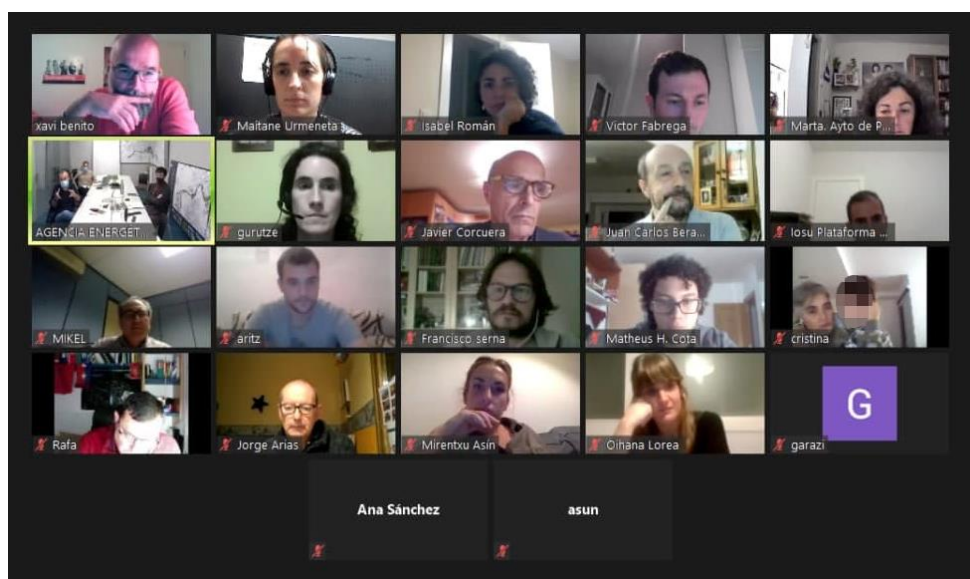 xavi benito
Maitane Urmeneta
Isabel Román
Victor Fabrega
Marta. Ayto de P...
AGENCIA ENERGET...
gurutze
Javier Corcuera
Juan Carlos Bera...
Iosu Plataforma ...
MIKEL
aritz
Francisco serna
Matheus H. Cota
cristina
Rafa
Jorge Arias
Mirentxu Asín
Oihana Lorea
G
garazi
Ana Sánchez
asun